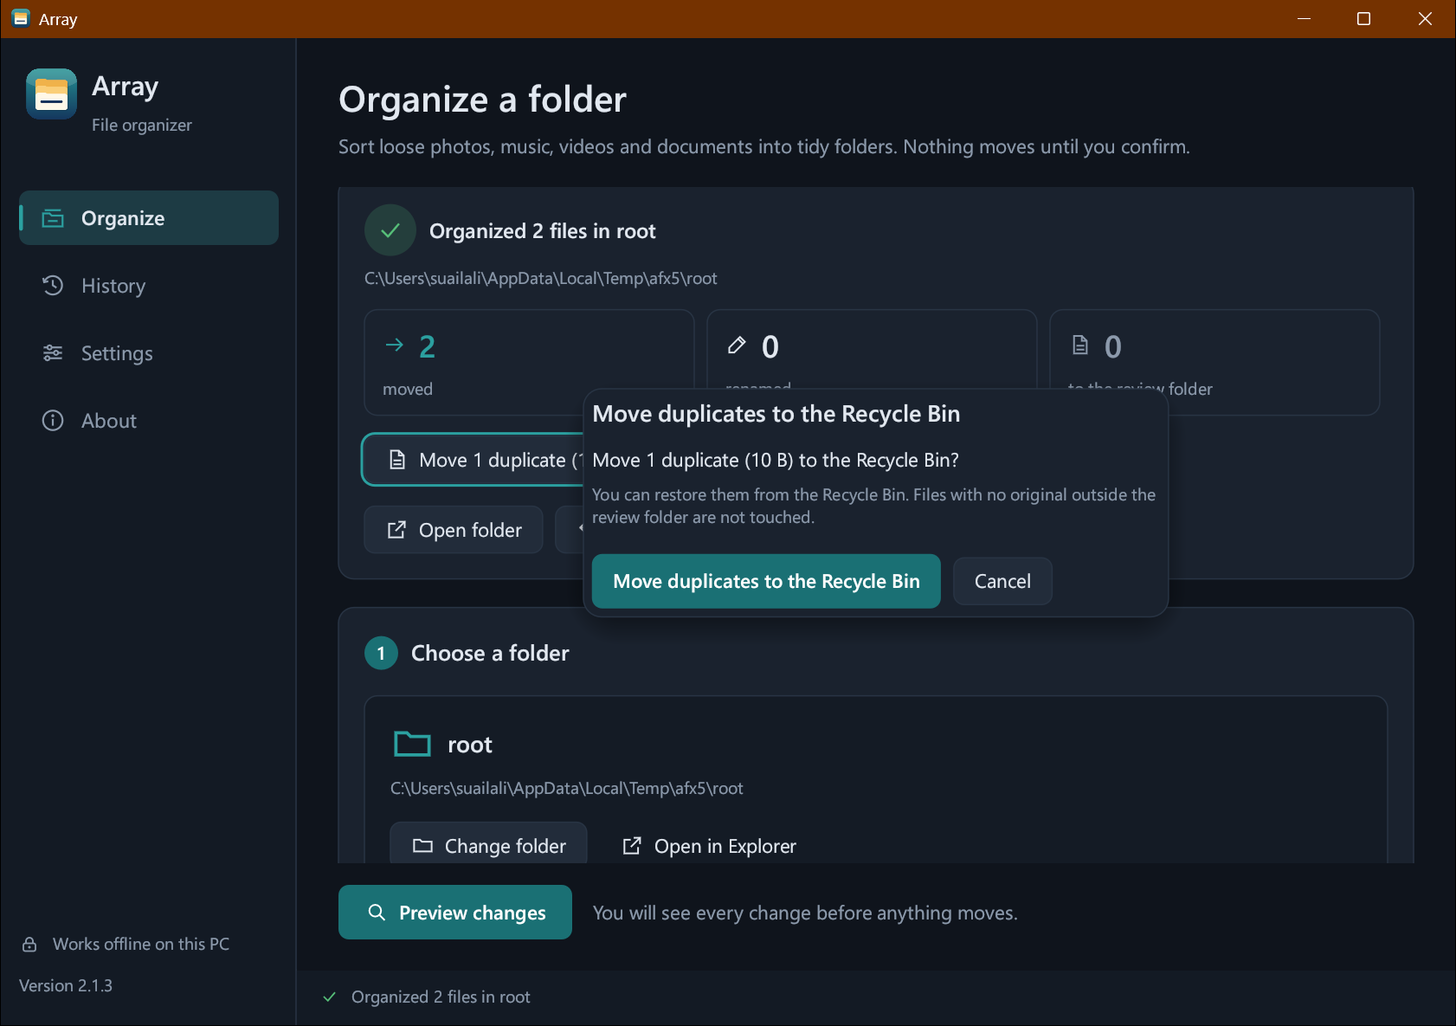 Array
Array
File organizer
Organize
History
Settings
About
Works offline on this PC
Version 2.1.3
Organize a folder
Sort loose photos, music, videos and documents into tidy folders. Nothing moves until you confirm.
Organized 2 files in root
C:\Users\suailali\AppData\Local\Temp\afx5\root
2
moved
0
renamed
0
to the review folder
Move 1 duplicate (1
Open folder
Move duplicates to the Recycle Bin
Move 1 duplicate (10 B) to the Recycle Bin?
You can restore them from the Recycle Bin. Files with no original outside the
review folder are not touched.
Move duplicates to the Recycle Bin
Cancel
1
Choose a folder
root
C:\Users\suailali\AppData\Local\Temp\afx5\root
Change folder
Open in Explorer
Preview changes
You will see every change before anything moves.
Organized 2 files in root